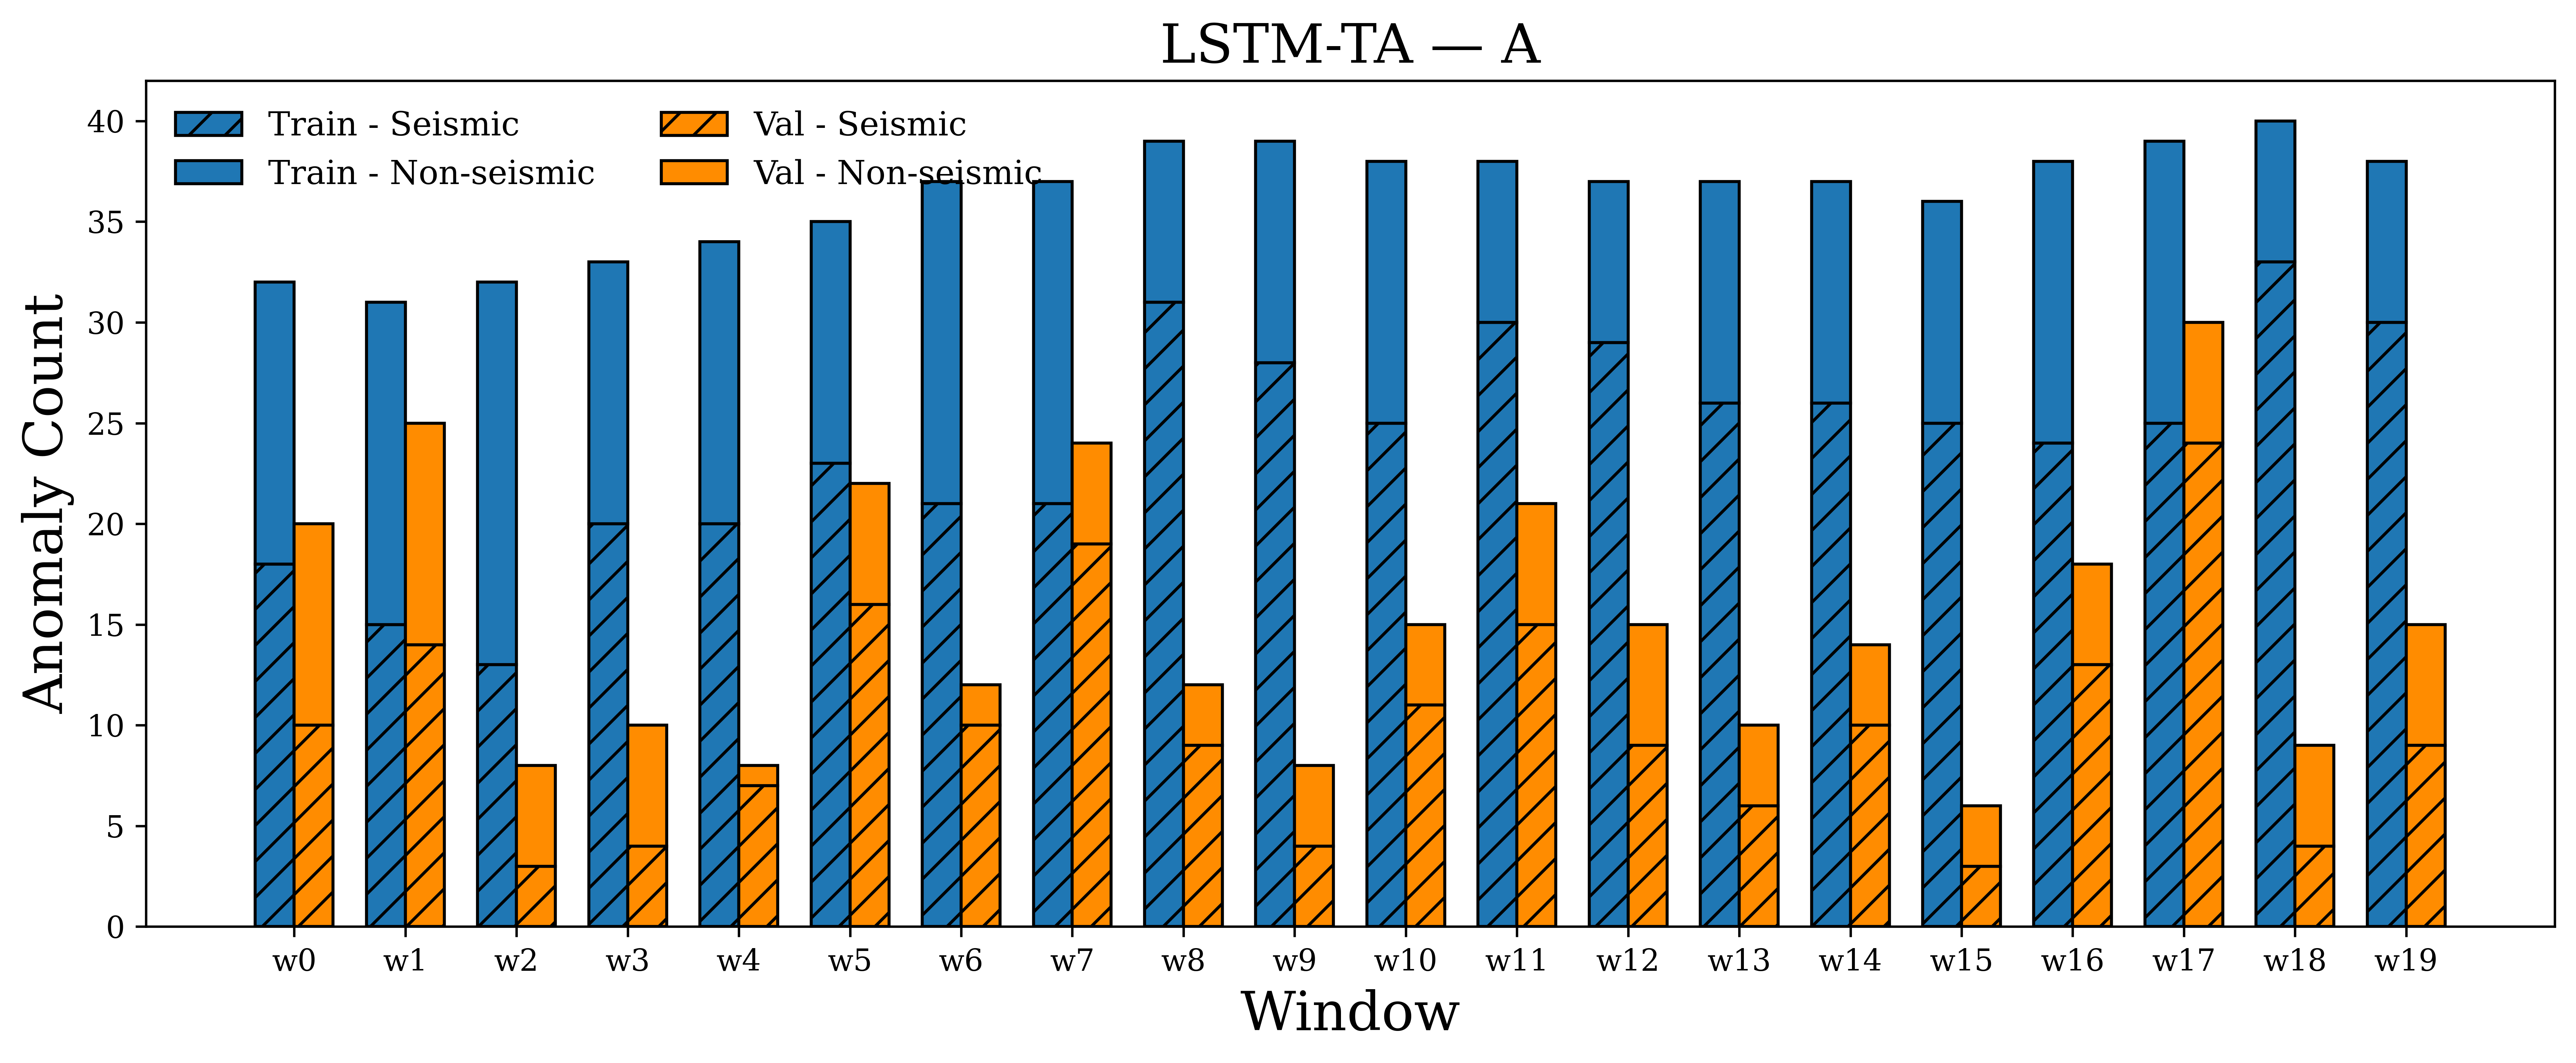 LSTM-TA — A
Train - Seismic
Train - Non-seismic
Val - Seismic
Val - Non-seismic
Anomaly Count
40
35
30
25
20
15
10
5
0
w0 w1 w2 w3 w4 w5 w6 w7 w8 w9 w10 w11 w12 w13 w14 w15 w16 w17 w18 w19
Window